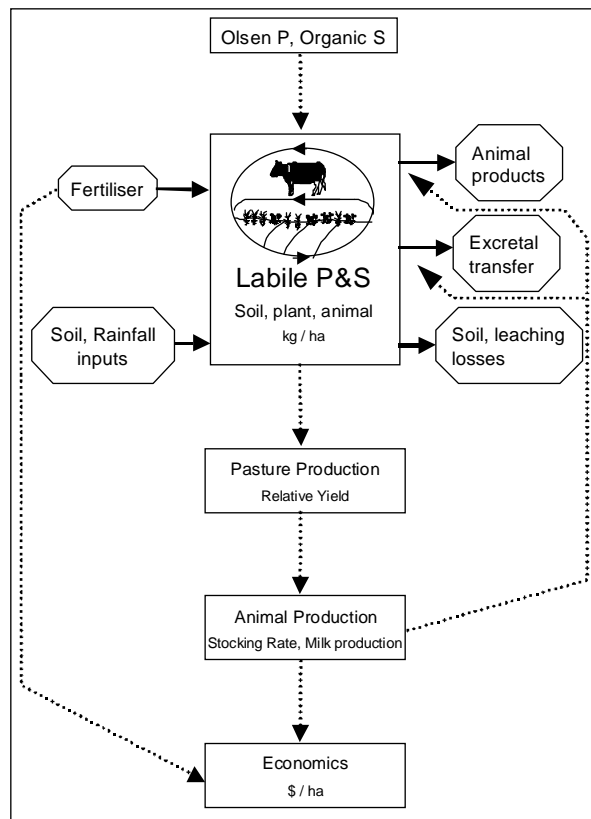 Olsen P, Organic S
Fertiliser
Animal
products
Excretal
transfer
Labile P&S
Soil, plant, animal
kg / ha
Soil, Rainfall
inputs
Soil, leaching
losses
Pasture Production
Relative Yield
Animal Production
Stocking Rate, Milk production
Economics
$ / ha